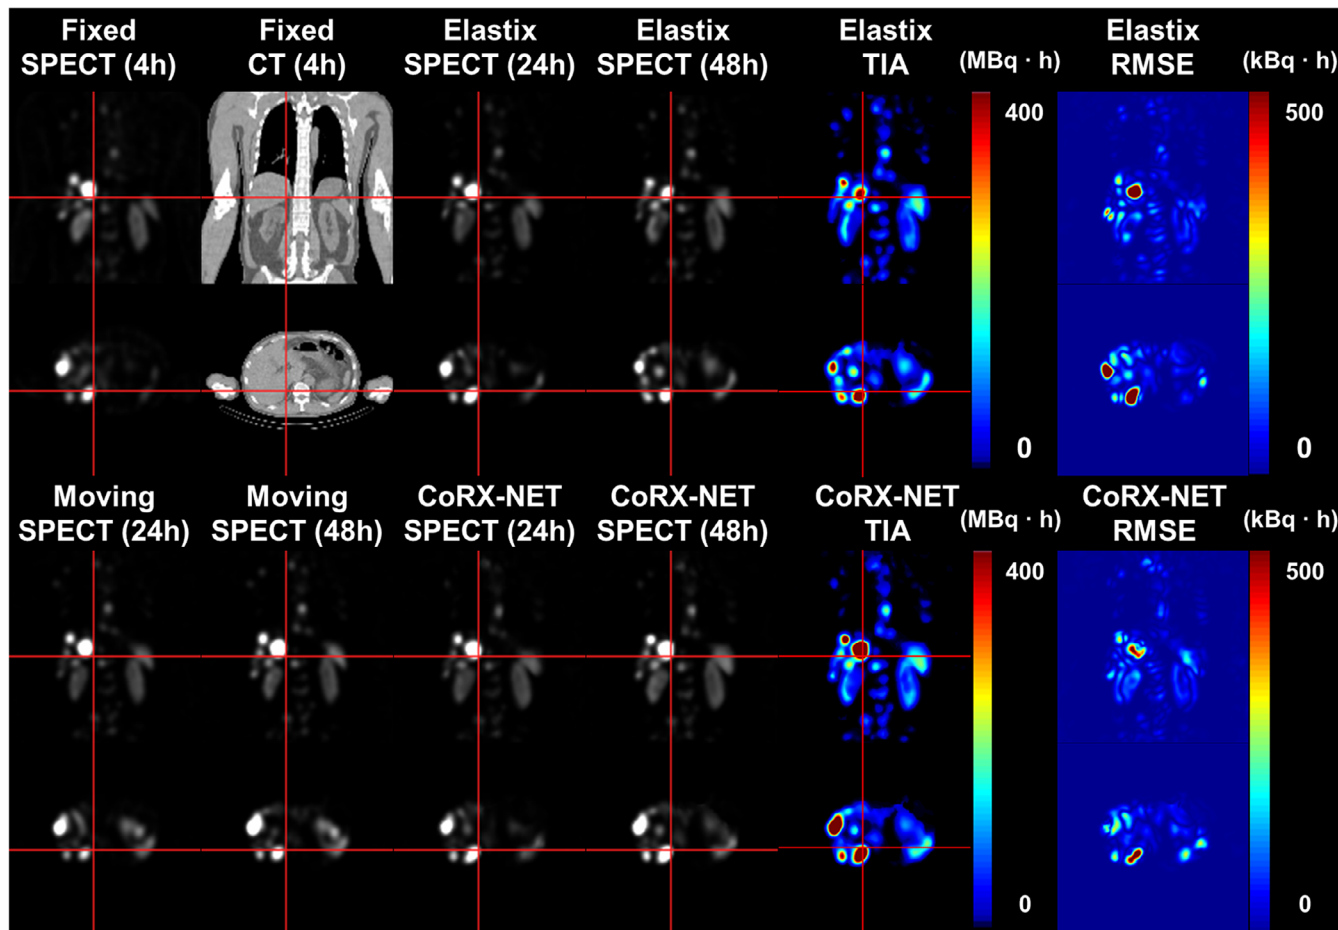 Fixed Fixed Elastix Elastix Elastix Elastix
SPECT (4h) CT (4h) SPECT (24h) SPECT (48h) TIA (MBq · h) RMSE (kBq · h)
400 500
0 0
Moving Moving CoRX-NET CoRX-NET CoRX-NET CoRX-NET
SPECT (24h) SPECT (48h) SPECT (24h) SPECT (48h) TIA (MBq · h) RMSE (kBq · h)
400 500
0 0